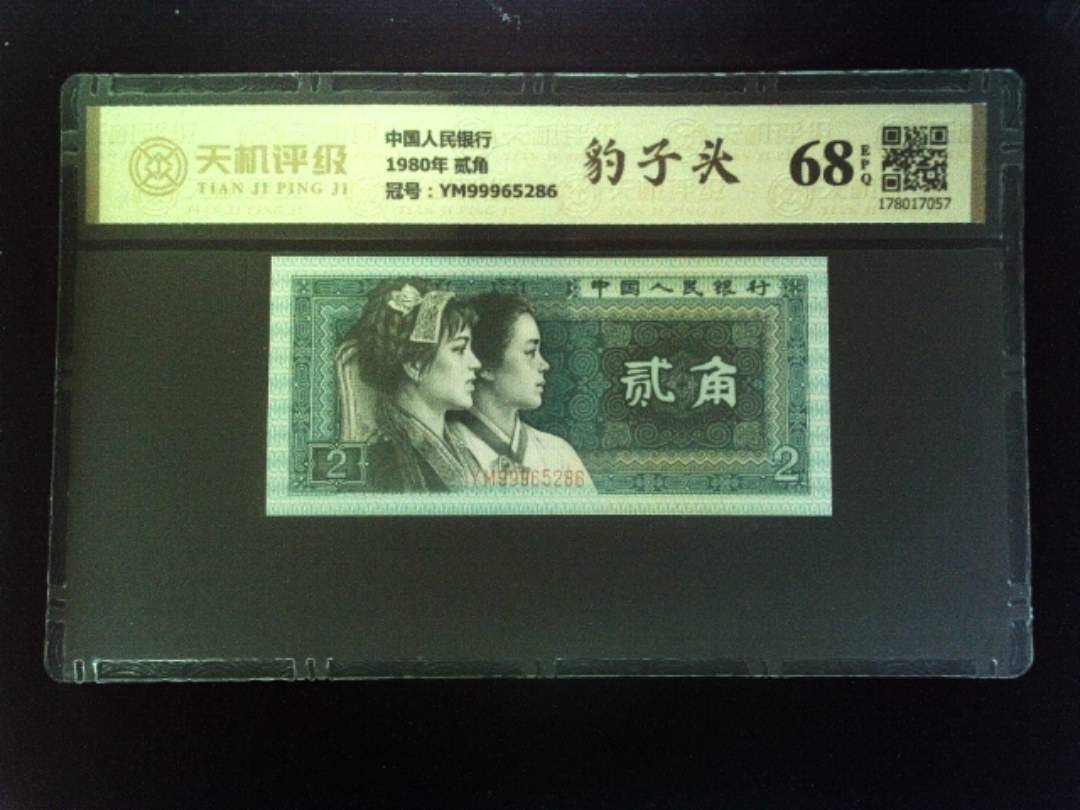 天机评级
TIAN JI PING JI
中国人民银行
1980年 贰角
冠号：YM99965286
豹子头
68
EPQ
178017057
中国人民银行
贰角
2
2
YM99965286